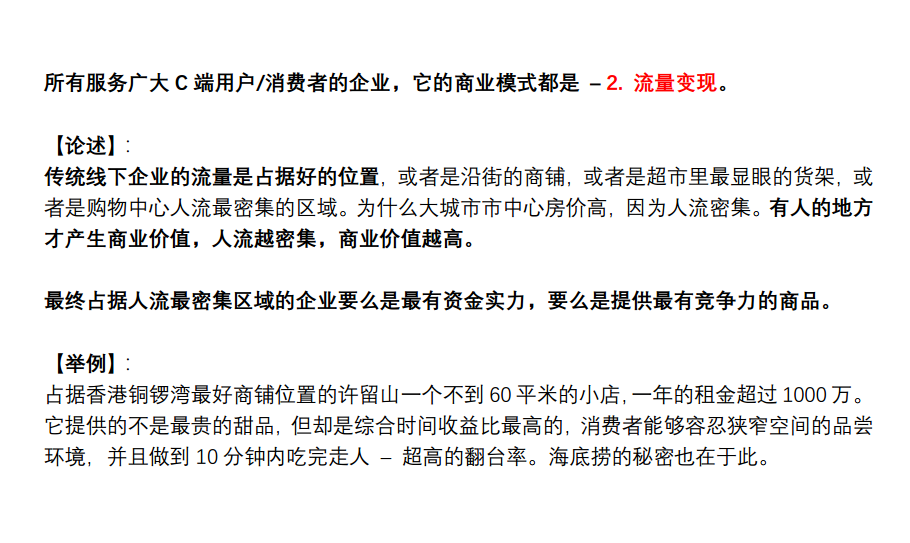 所有服务广大 C 端用户/消费者的企业，它的商业模式都是 – 2. 流量变现。
【论述】:
传统线下企业的流量是占据好的位置，或者是沿街的商铺，或者是超市里最显眼的货架，或
者是购物中心人流最密集的区域。为什么大城市市中心房价高，因为人流密集。有人的地方
才产生商业价值，人流越密集，商业价值越高。
最终占据人流最密集区域的企业要么是最有资金实力，要么是提供最有竞争力的商品。
【举例】:
占据香港铜锣湾最好商铺位置的许留山一个不到 60 平米的小店，一年的租金超过 1000 万。
它提供的不是最贵的甜品，但却是综合时间收益比最高的，消费者能够容忍狭窄空间的品尝
环境，并且做到 10 分钟内吃完走人 – 超高的翻台率。海底捞的秘密也在于此。